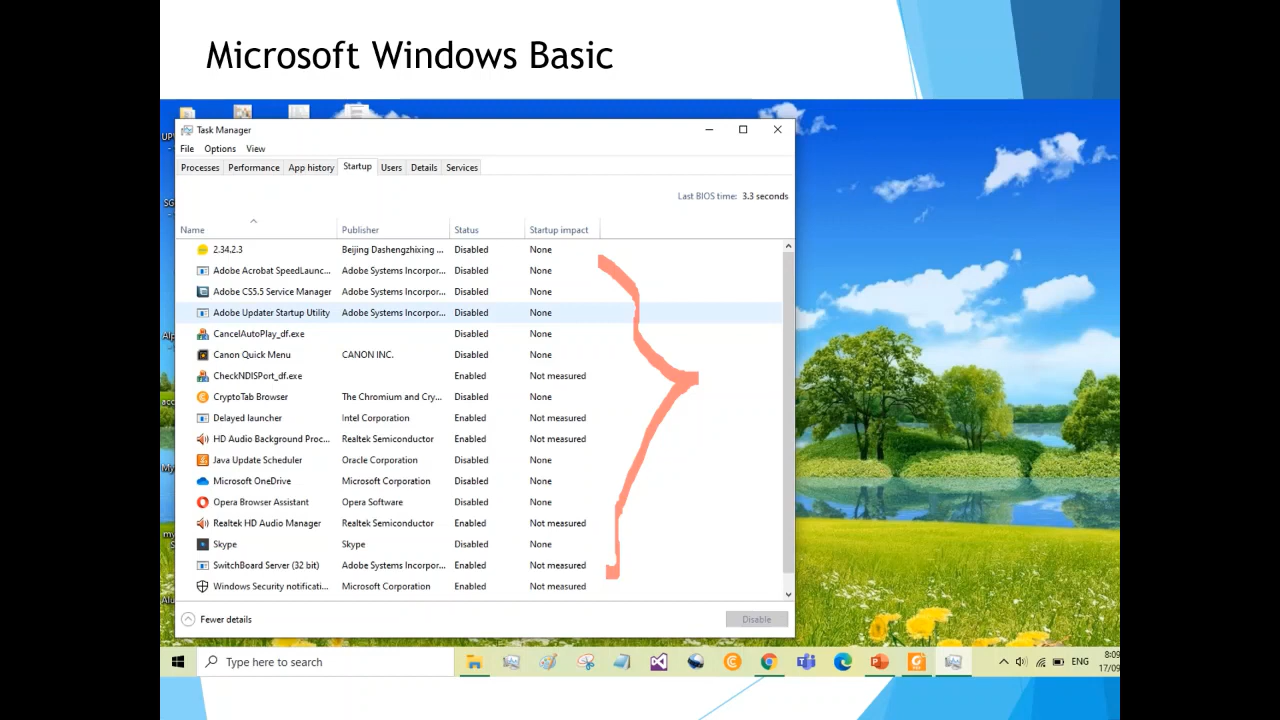 Microsoft Windows Basic
Task Manager
File Options View
Processes Performance App history Startup Users Details Services
Last BIOS time: 3.3 seconds
Name Publisher Status Startup impact
2.34.2.3 Beijing Dashengzhixing ... Disabled None
Adobe Acrobat SpeedLaunc... Adobe Systems Incorpor... Disabled None
Adobe CS5.5 Service Manager Adobe Systems Incorpor... Disabled None
Adobe Updater Startup Utility Adobe Systems Incorpor... Disabled None
CancelAutoPlay_df.exe Disabled None
Canon Quick Menu CANON INC. Disabled None
CheckNDISPort_df.exe Enabled Not measured
CryptoTab Browser The Chromium and Cry... Disabled None
Delayed launcher Intel Corporation Enabled Not measured
HD Audio Background Proc... Realtek Semiconductor Enabled Not measured
Java Update Scheduler Oracle Corporation Disabled None
Microsoft OneDrive Microsoft Corporation Disabled None
Opera Browser Assistant Opera Software Disabled None
Realtek HD Audio Manager Realtek Semiconductor Enabled Not measured
Skype Skype Disabled None
SwitchBoard Server (32 bit) Adobe Systems Incorpor... Enabled Not measured
Windows Security notificati... Microsoft Corporation Enabled Not measured
Fewer details Disable
Type here to search ENG 8:09
17/09